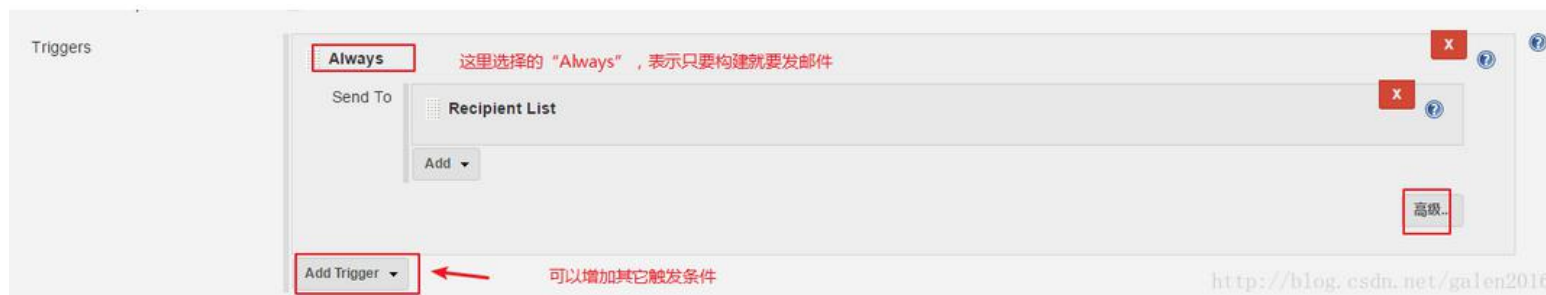 Triggers
Always
这里选择的“Always”，表示只要构建就要发邮件
X
Send To
Recipient List
X
Add
高级..
Add Trigger
可以增加其它触发条件
http://blog.csdn.net/galen2016